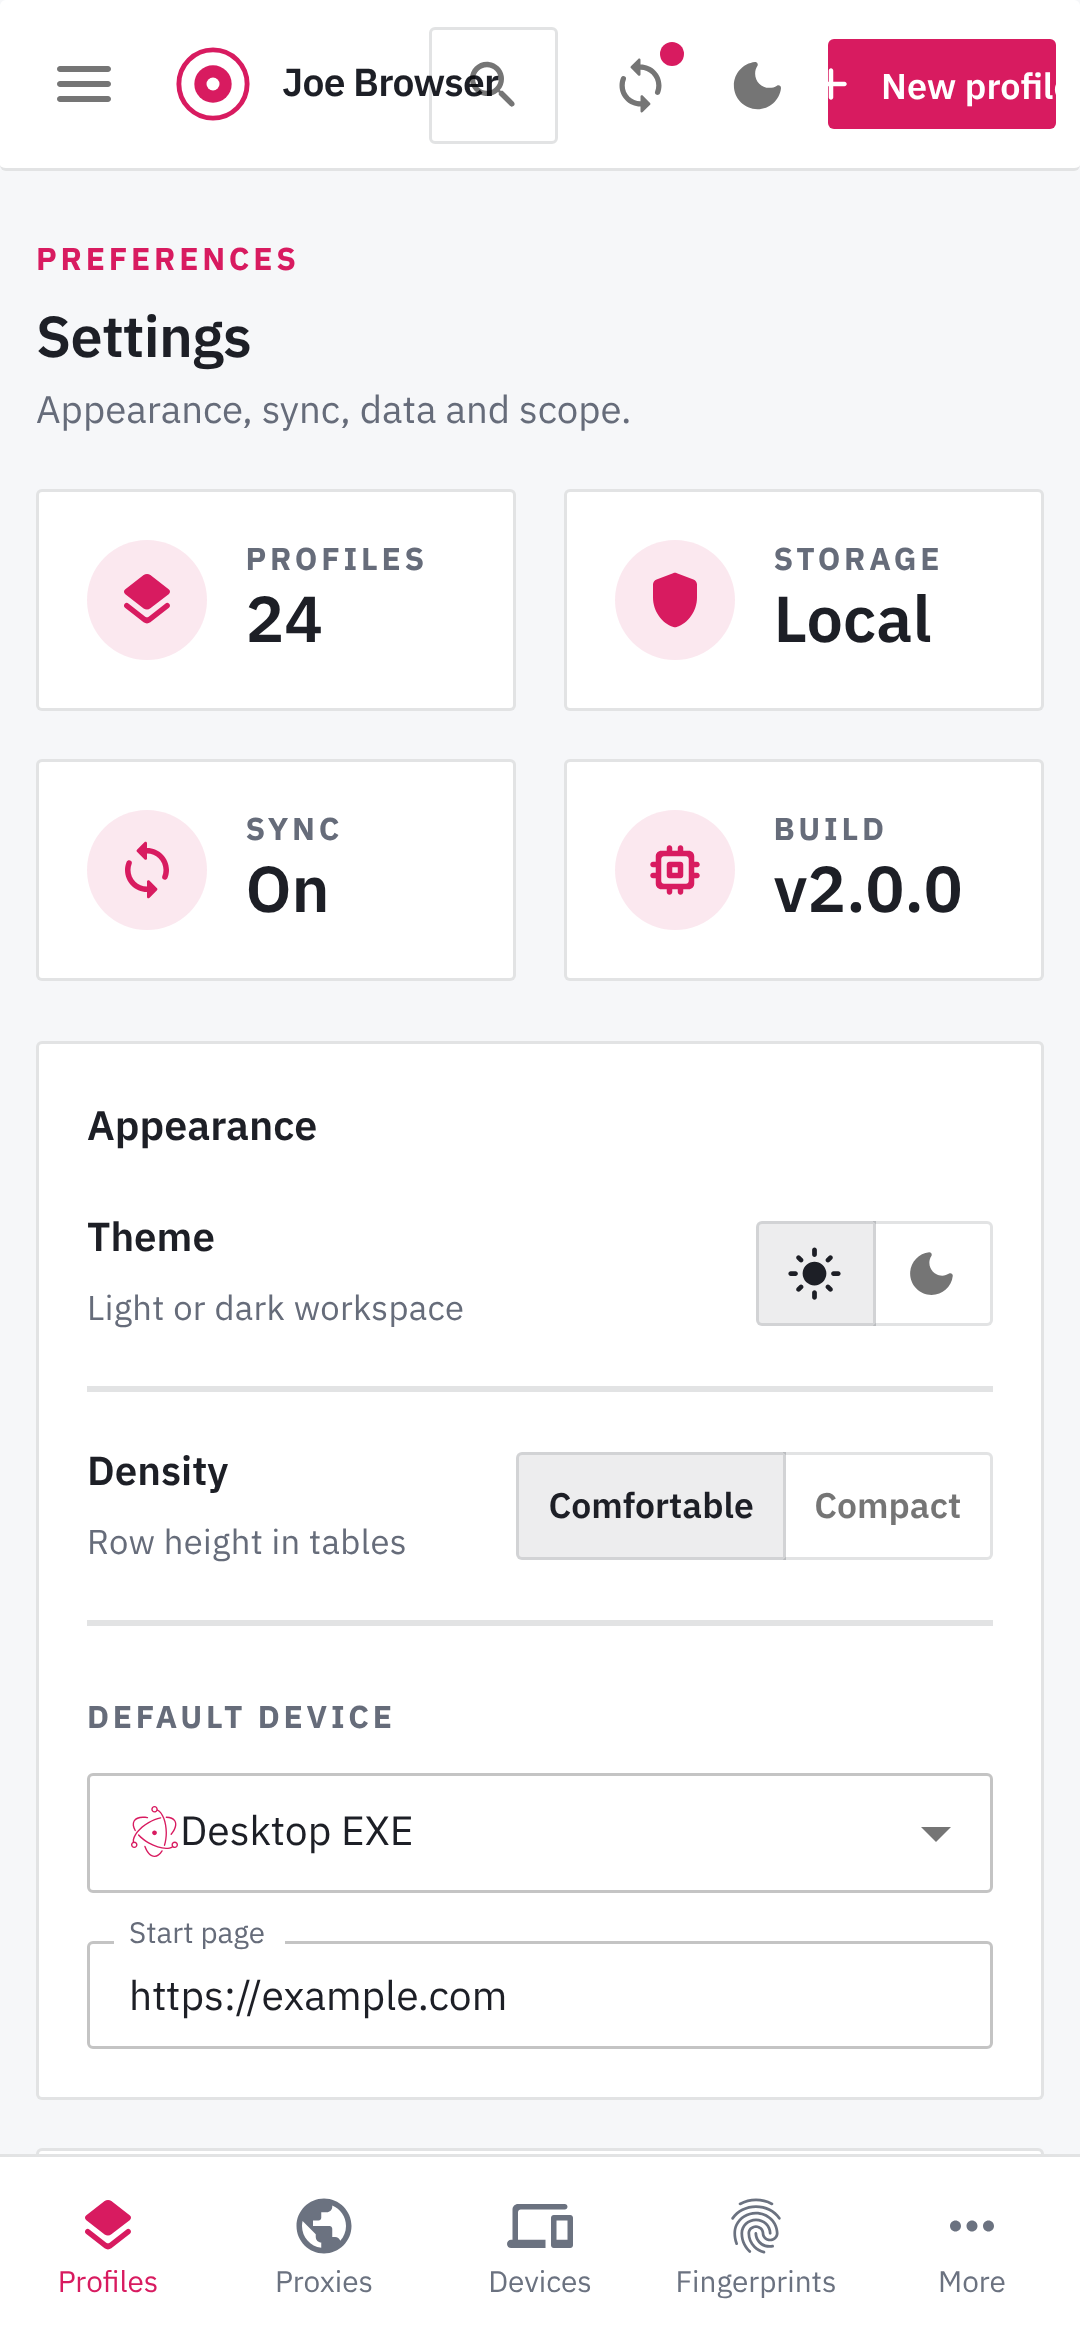 Joe Browser
New profil
PREFERENCES
Settings
Appearance, sync, data and scope.
PROFILES
24
STORAGE
Local
SYNC
On
BUILD
v2.0.0
Appearance
Theme
Light or dark workspace
Density
Row height in tables
Comfortable
Compact
DEFAULT DEVICE
Desktop EXE
Start page
https://example.com
Profiles
Proxies
Devices
Fingerprints
More